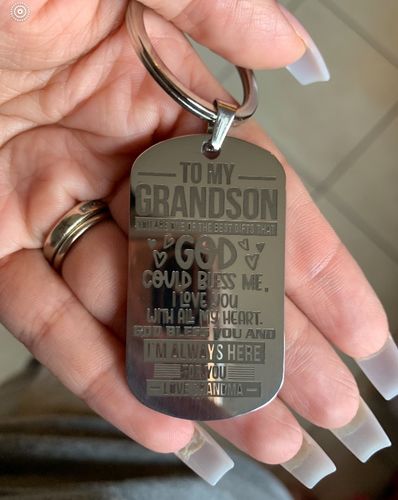 TO MY
GRANDSON
YOU ARE ONE OF THE BEST GIFTS THAT
GOD
COULD BLESS ME.
I LOVE YOU
WITH ALL MY HEART.
GOD BLESS YOU AND
I'M ALWAYS HERE
FOR YOU
LOVE GRANDMA